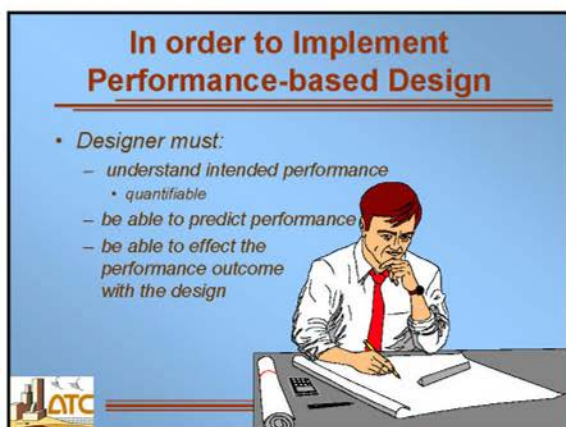 In order to Implement
Performance-based Design
• Designer must:
– understand intended performance
• quantifiable
– be able to predict performance
– be able to effect the
performance outcome
with the design
ATC